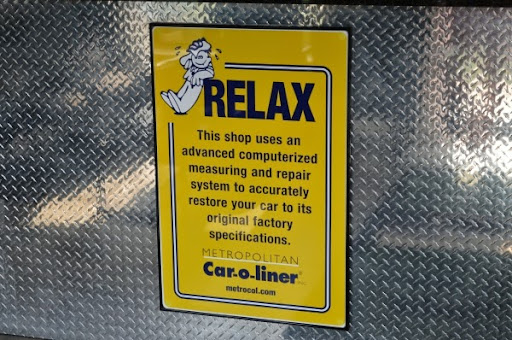 RELAX
This shop uses an
advanced computerized
measuring and repair
system to accurately
restore your car to its
original factory
specifications.
METROPOLITAN
Car-o-liner
metrocol.com